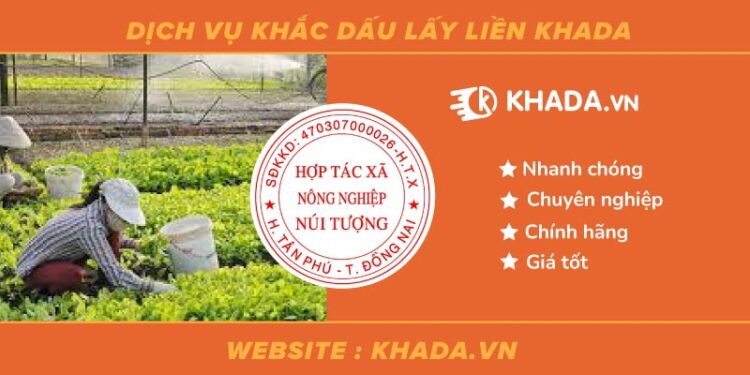 DỊCH VỤ KHẮC DẤU LẤY LIỀN KHADA
KHADA.VN
SĐKKD: 470307000026-H.T.X
HỢP TÁC XÃ
NÔNG NGHIỆP
NÚI TƯỢNG
H. TÂN PHÚ - T. ĐỒNG NAI
Nhanh chóng
Chuyên nghiệp
Chính hãng
Giá tốt
WEBSITE : KHADA.VN